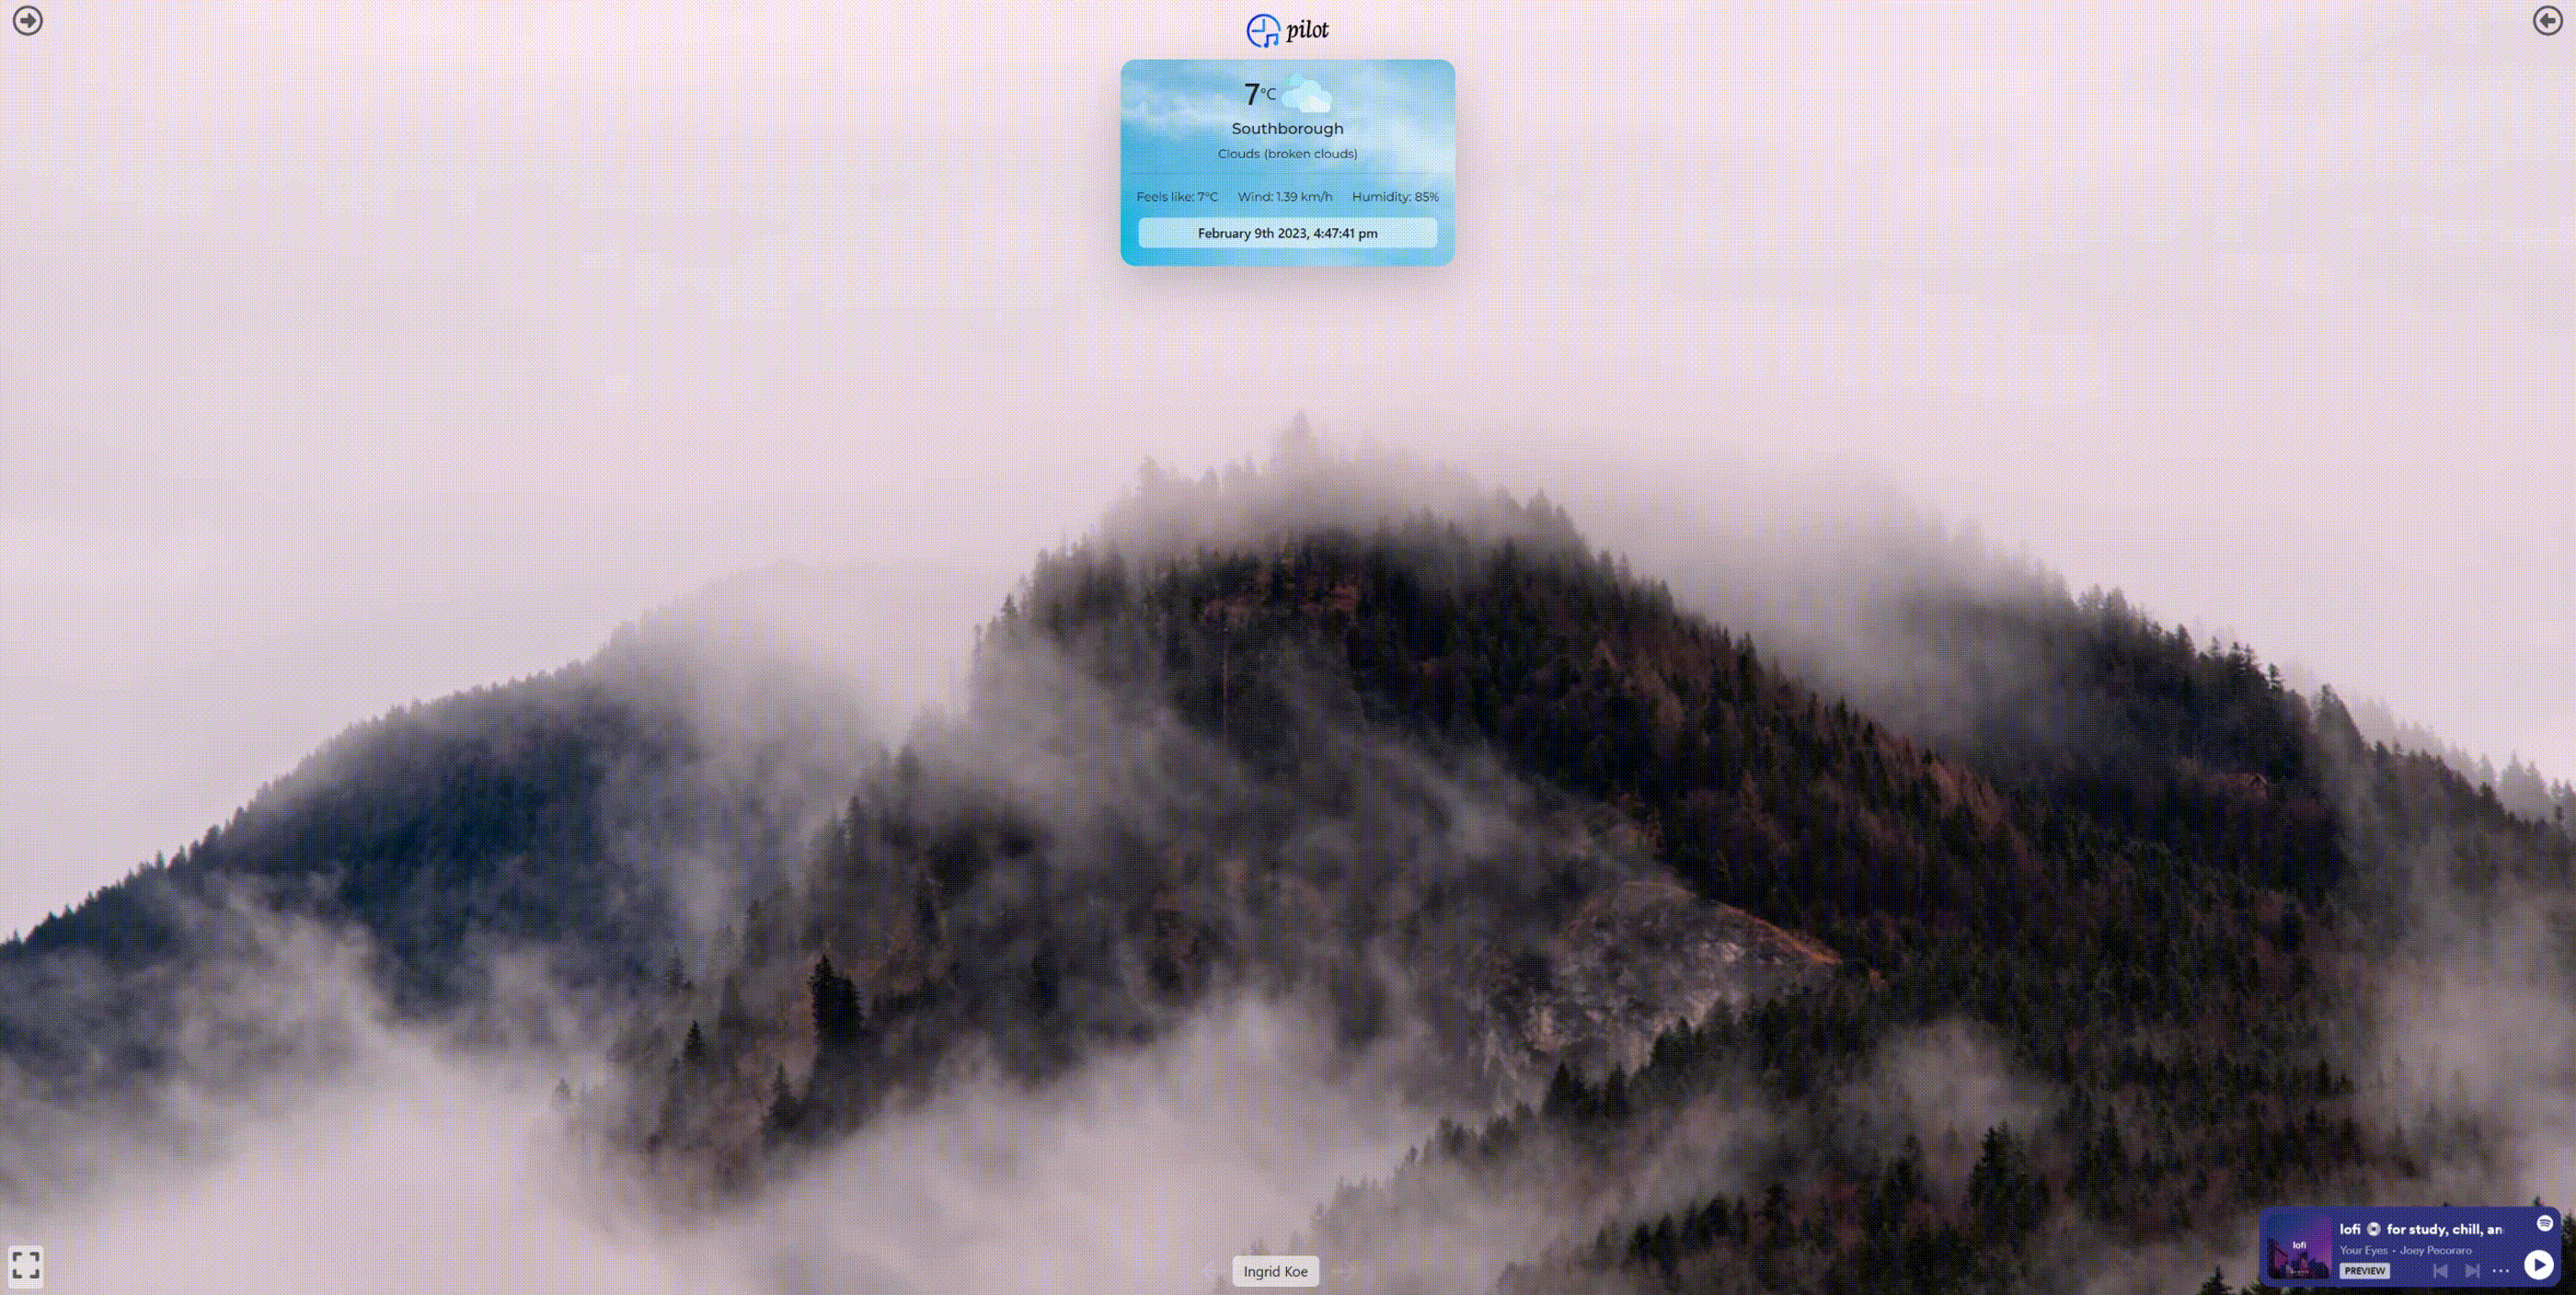 pilot
7°C
Southborough
Clouds (broken clouds)
Feels like: 7°C Wind: 1.39 km/h Humidity: 85%
February 9th 2023, 4:47:41 pm
Ingrid Koe
lofi
lofi 💿 for study, chill, an
Your Eyes • Joey Pecoraro
PREVIEW